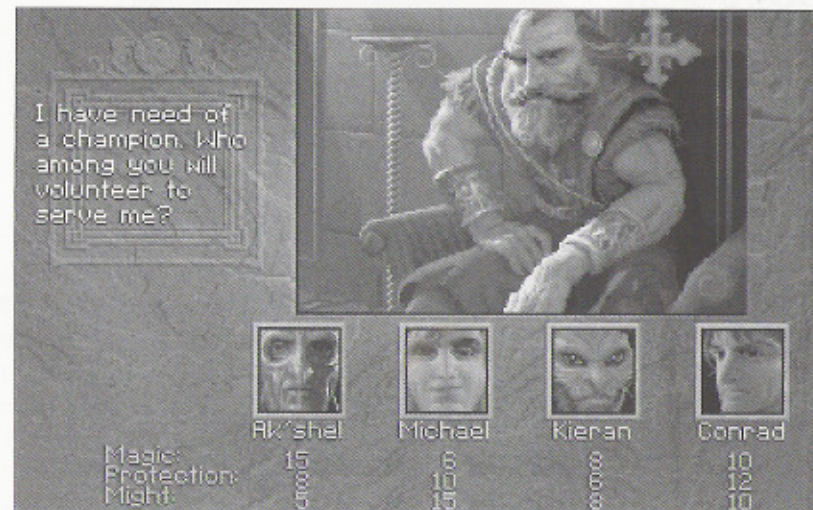 I have need of
a champion. Who
among you will
volunteer to
serve me?
Ak'shel Michael Kieran Conrad
Magic: 15 6 8 10
Protection: 8 10 6 12
Might: 5 15 8 10